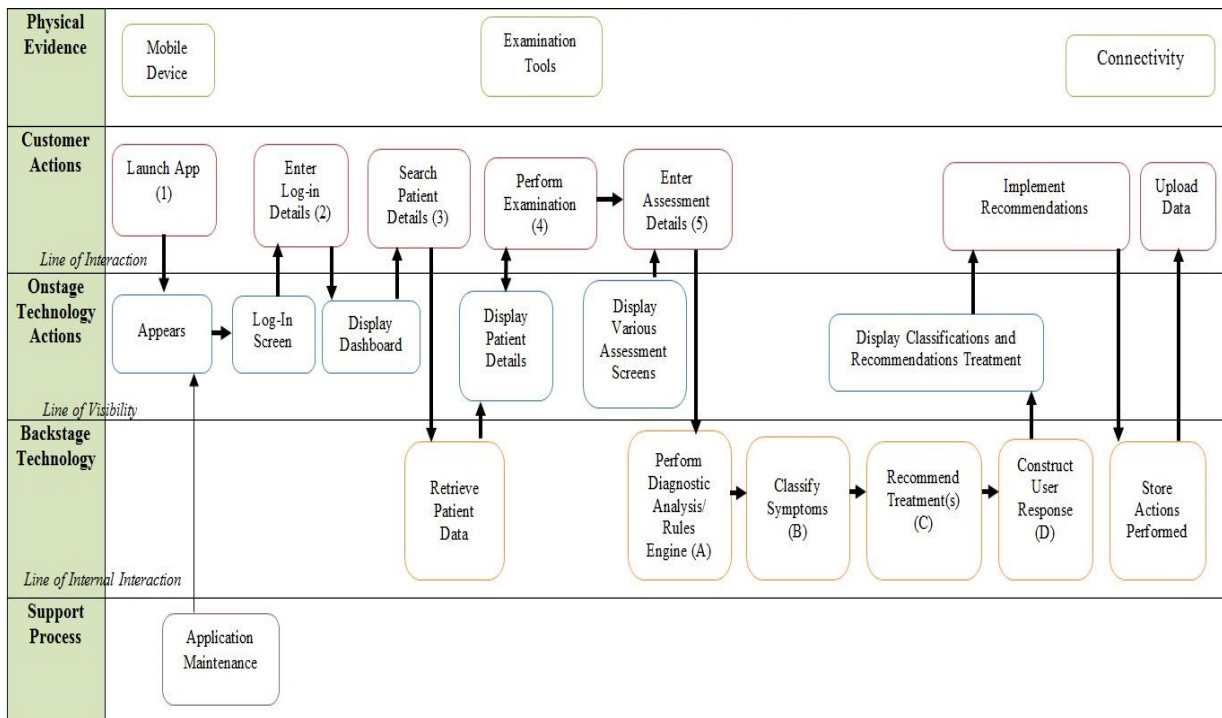 Physical
Evidence
Mobile
Device
Examination
Tools
Connectivity
Customer
Actions
Launch App
(1)
Enter
Log-in
Details (2)
Search
Patient
Details (3)
Perform
Examination
(4)
Enter
Assessment
Details (5)
Implement
Recommendations
Upload
Data
Line of Interaction
Onstage
Technology
Actions
Appears
Log-In
Screen
Display
Dashboard
Display
Patient
Details
Display
Various
Assessment
Screens
Display Classifications and
Recommendations Treatment
Line of Visibility
Backstage
Technology
Retrieve
Patient
Data
Perform
Diagnostic
Analysis/
Rules
Engine (A)
Classify
Symptoms
(B)
Recommend
Treatment(s)
(C)
Construct
User
Response
(D)
Store
Actions
Performed
Line of Internal Interaction
Support
Process
Application
Maintenance